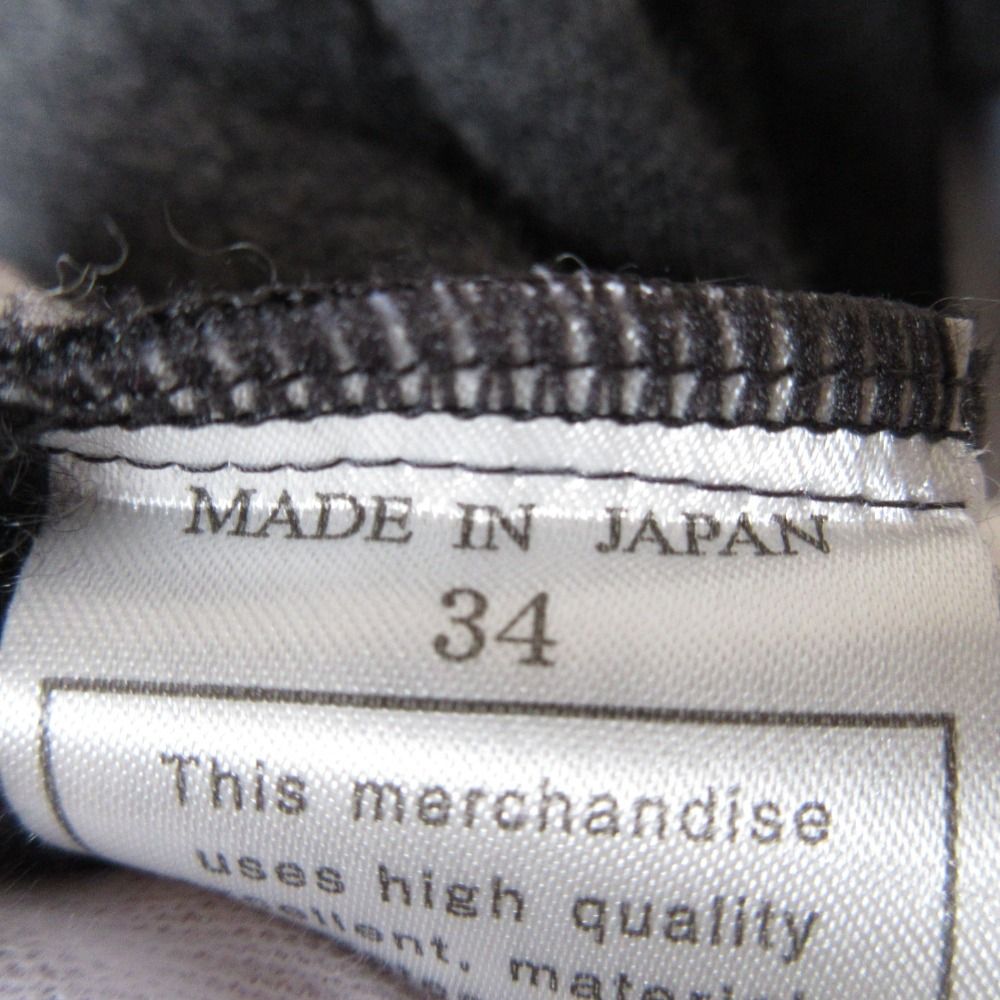 MADE IN JAPAN
34
This merchandise
uses high quality